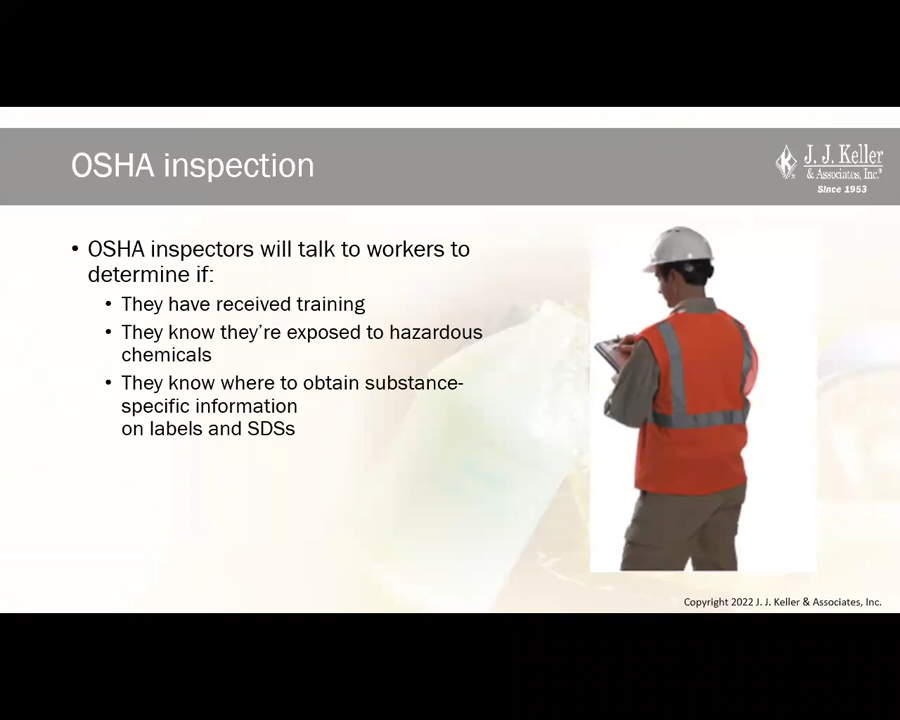 OSHA inspection
J. J. Keller
& Associates, Inc.®
Since 1953
• OSHA inspectors will talk to workers to
determine if:
• They have received training
• They know they're exposed to hazardous
chemicals
• They know where to obtain substance-
specific information
on labels and SDSs
Copyright 2022 J. J. Keller & Associates, Inc.